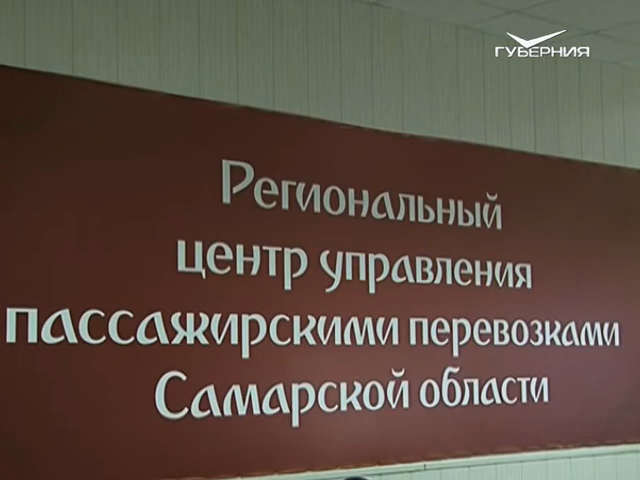 ГУБЕРНИЯ
Региональный
центр управления
пассажирскими перевозками
Самарской области